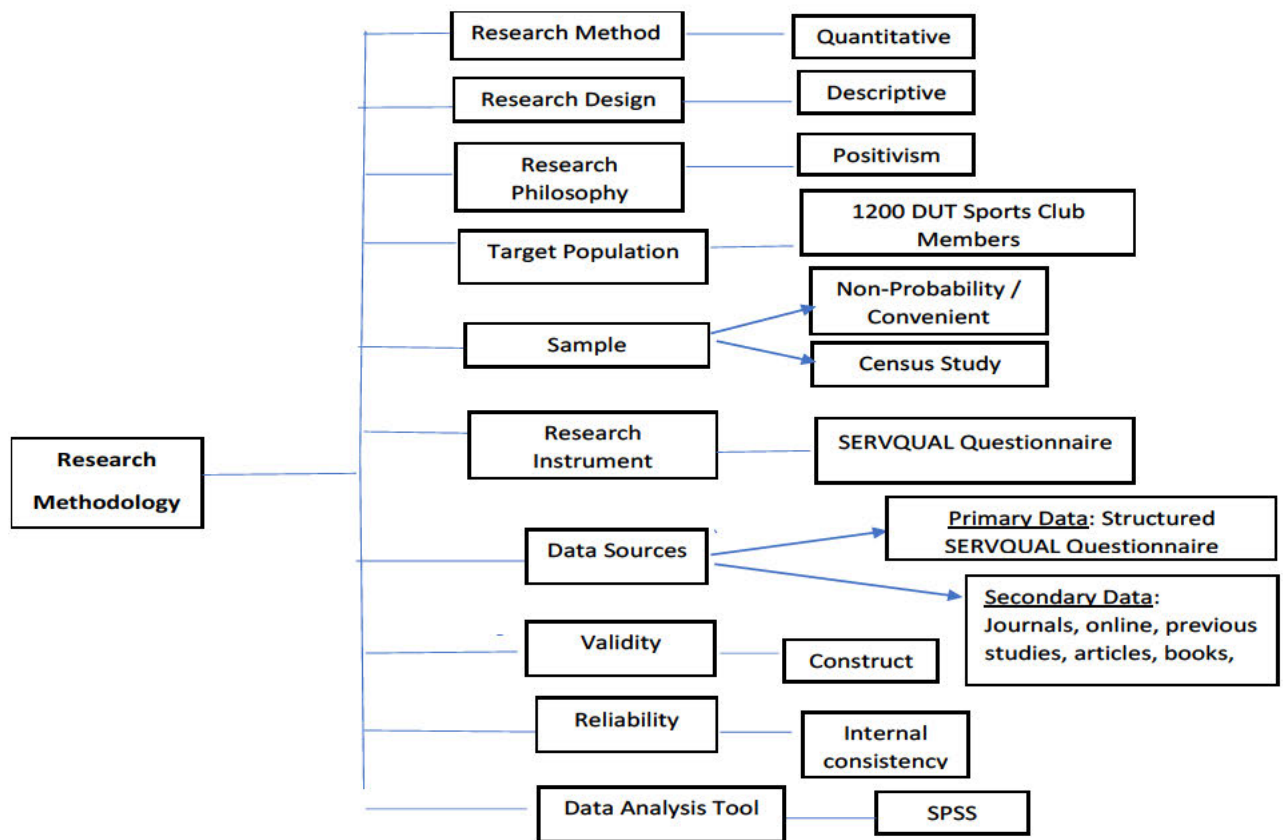 Research Method
Quantitative
Research Design
Descriptive
Research
Philosophy
Positivism
Target Population
1200 DUT Sports Club
Members
Sample
Non-Probability /
Convenient
Census Study
Research
Methodology
Research
Instrument
SERVQUAL Questionnaire
Data Sources
Primary Data: Structured
SERVQUAL Questionnaire
Secondary Data:
Journals, online, previous
studies, articles, books,
Validity
Construct
Reliability
Internal
consistency
Data Analysis Tool
SPSS